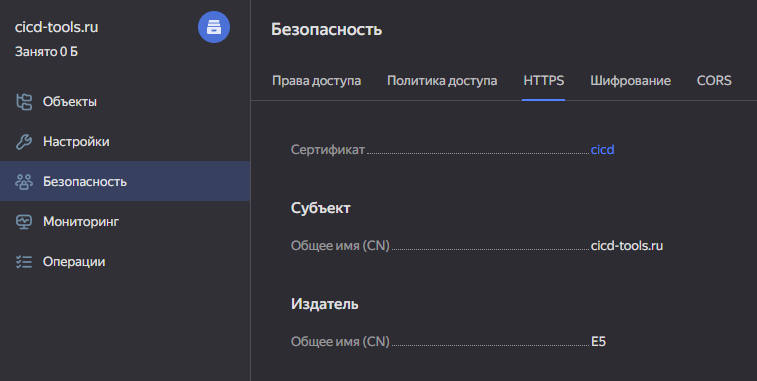 cicd-tools.ru
Занято 0 Б
Объекты
Настройки
Безопасность
Мониторинг
Операции
Безопасность
Права доступа Политика доступа HTTPS Шифрование CORS
Сертификат cicd
Субъект
Общее имя (CN) cicd-tools.ru
Издатель
Общее имя (CN) E5